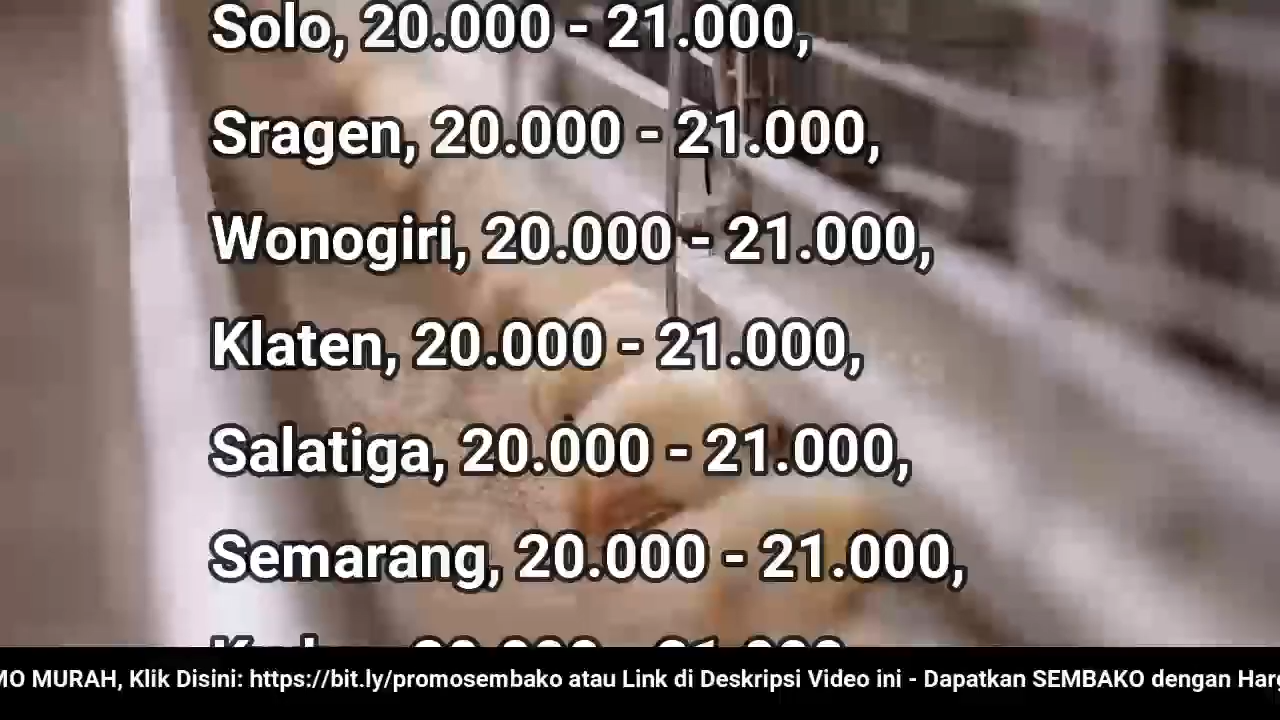 Solo, 20.000 - 21.000,
Sragen, 20.000 - 21.000,
Wonogiri, 20.000 - 21.000,
Klaten, 20.000 - 21.000,
Salatiga, 20.000 - 21.000,
Semarang, 20.000 - 21.000,
MURAH, Klik Disini: https://bit.ly/promosembako atau Link di Deskripsi Video ini - Dapatkan SEMBAKO dengan